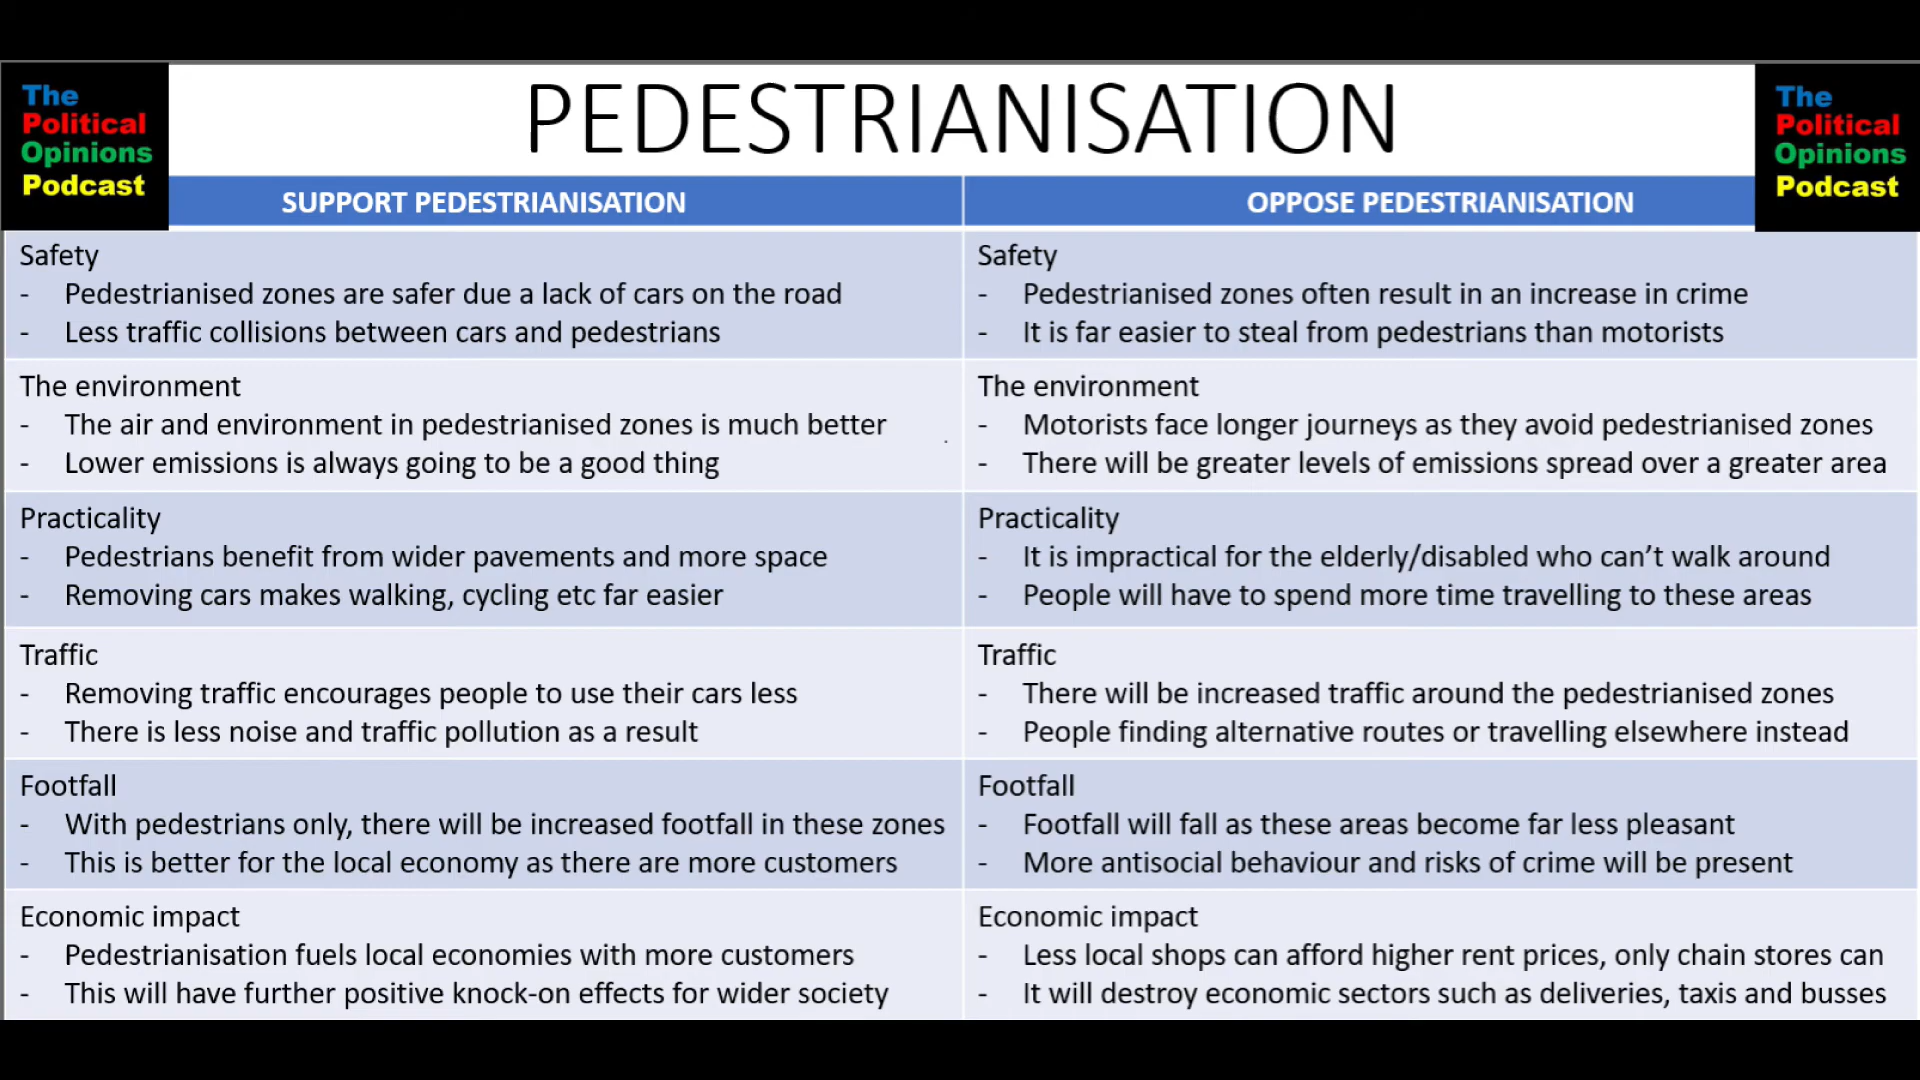 The
Political
Opinions
Podcast
PEDESTRIANISATION
The
Political
Opinions
Podcast
SUPPORT PEDESTRIANISATION
OPPOSE PEDESTRIANISATION
Safety
- Pedestrianised zones are safer due a lack of cars on the road
- Less traffic collisions between cars and pedestrians
Safety
- Pedestrianised zones often result in an increase in crime
- It is far easier to steal from pedestrians than motorists
The environment
- The air and environment in pedestrianised zones is much better
- Lower emissions is always going to be a good thing
The environment
- Motorists face longer journeys as they avoid pedestrianised zones
- There will be greater levels of emissions spread over a greater area
Practicality
- Pedestrians benefit from wider pavements and more space
- Removing cars makes walking, cycling etc far easier
Practicality
- It is impractical for the elderly/disabled who can’t walk around
- People will have to spend more time travelling to these areas
Traffic
- Removing traffic encourages people to use their cars less
- There is less noise and traffic pollution as a result
Traffic
- There will be increased traffic around the pedestrianised zones
- People finding alternative routes or travelling elsewhere instead
Footfall
- With pedestrians only, there will be increased footfall in these zones
- This is better for the local economy as there are more customers
Footfall
- Footfall will fall as these areas become far less pleasant
- More antisocial behaviour and risks of crime will be present
Economic impact
- Pedestrianisation fuels local economies with more customers
- This will have further positive knock-on effects for wider society
Economic impact
- Less local shops can afford higher rent prices, only chain stores can
- It will destroy economic sectors such as deliveries, taxis and busses